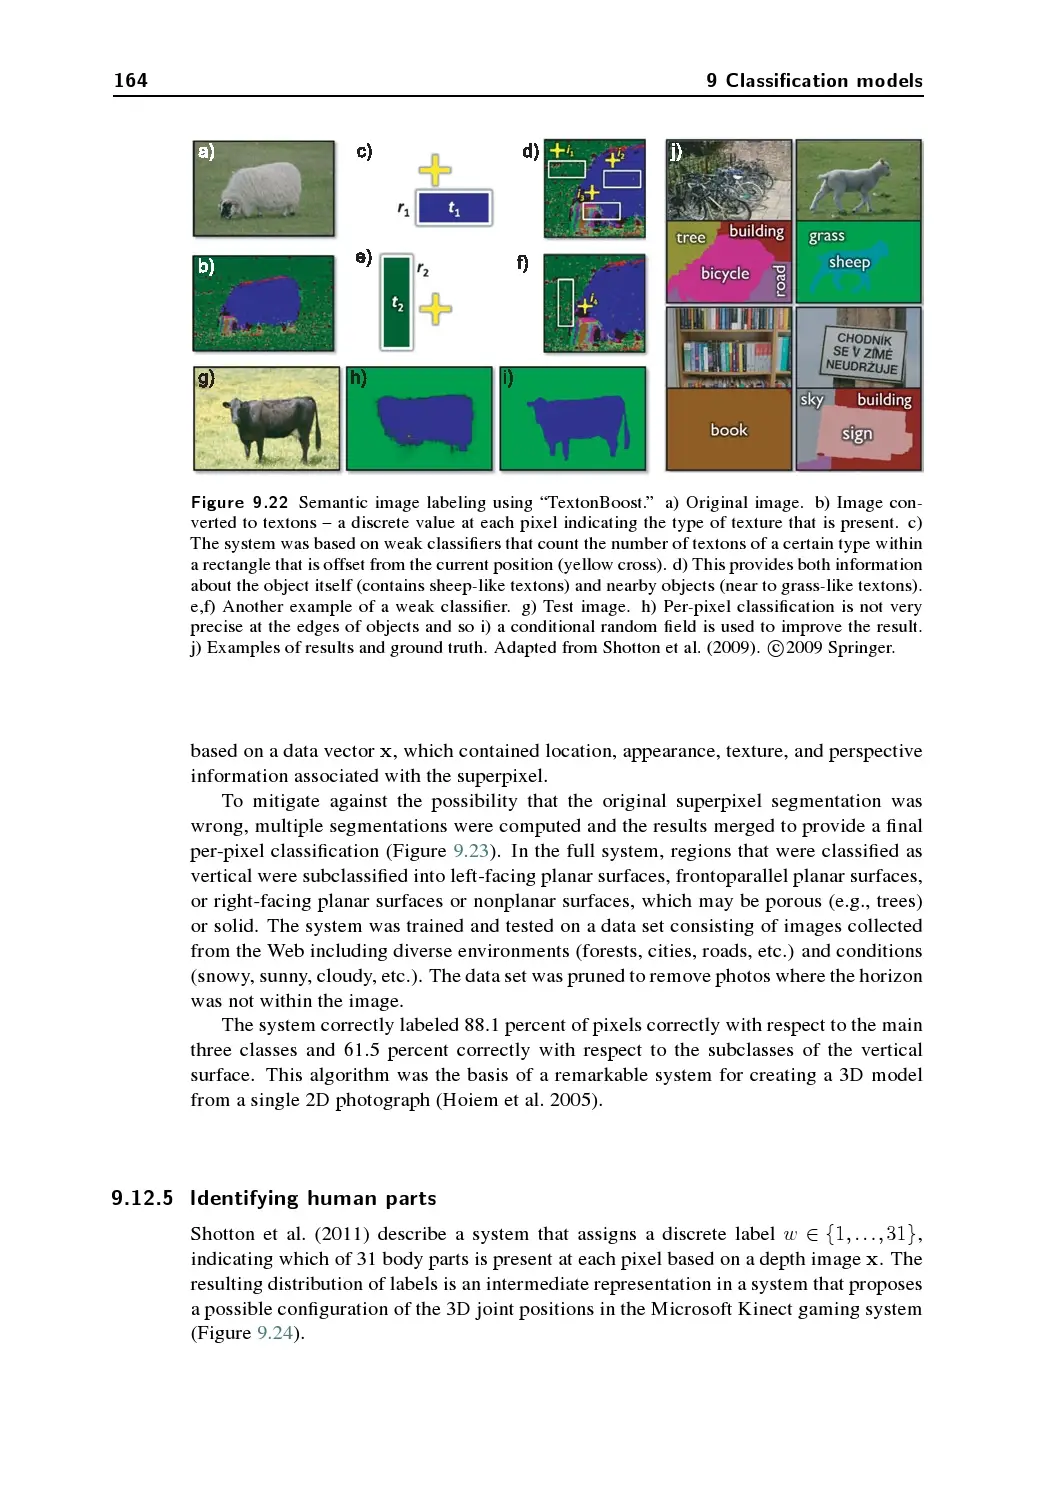 164
9 Classification models
a)
c)
r1
t1
d)
i1
i2
i3
j)
tree
building
bicycle
road
grass
sheep
b)
e)
r2
t2
f)
i4
g)
h)
i)
CHODNÍK
SE V ZIMĚ
NEUDRŽUJE
book
sky
building
sign
Figure 9.22 Semantic image labeling using “TextonBoost.” a) Original image. b) Image con-
verted to textons – a discrete value at each pixel indicating the type of texture that is present. c)
The system was based on weak classifiers that count the number of textons of a certain type within
a rectangle that is offset from the current position (yellow cross). d) This provides both information
about the object itself (contains sheep-like textons) and nearby objects (near to grass-like textons).
e,f) Another example of a weak classifier. g) Test image. h) Per-pixel classification is not very
precise at the edges of objects and so i) a conditional random field is used to improve the result.
j) Examples of results and ground truth. Adapted from Shotton et al. (2009). ©2009 Springer.
based on a data vector x, which contained location, appearance, texture, and perspective
information associated with the superpixel.
To mitigate against the possibility that the original superpixel segmentation was
wrong, multiple segmentations were computed and the results merged to provide a final
per-pixel classification (Figure 9.23). In the full system, regions that were classified as
vertical were subclassified into left-facing planar surfaces, frontoparallel planar surfaces,
or right-facing planar surfaces or nonplanar surfaces, which may be porous (e.g., trees)
or solid. The system was trained and tested on a data set consisting of images collected
from the Web including diverse environments (forests, cities, roads, etc.) and conditions
(snowy, sunny, cloudy, etc.). The data set was pruned to remove photos where the horizon
was not within the image.
The system correctly labeled 88.1 percent of pixels correctly with respect to the main
three classes and 61.5 percent correctly with respect to the subclasses of the vertical
surface. This algorithm was the basis of a remarkable system for creating a 3D model
from a single 2D photograph (Hoiem et al. 2005).
9.12.5 Identifying human parts
Shotton et al. (2011) describe a system that assigns a discrete label w ∈ {1, . . . , 31},
indicating which of 31 body parts is present at each pixel based on a depth image x. The
resulting distribution of labels is an intermediate representation in a system that proposes
a possible configuration of the 3D joint positions in the Microsoft Kinect gaming system
(Figure 9.24).